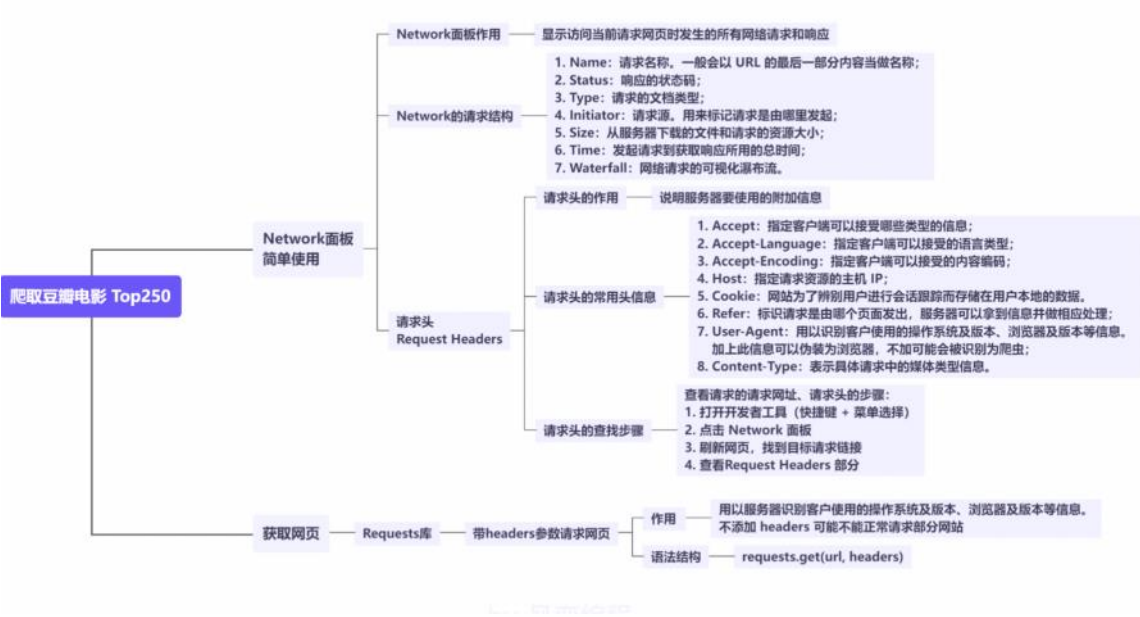 爬取豆瓣电影 Top250
Network面板
简单使用
Network面板作用
显示访问当前请求网页时发生的所有网络请求和响应
Network的请求结构
1. Name：请求名称。一般会以 URL 的最后一部分内容当做名称；
2. Status：响应的状态码；
3. Type：请求的文档类型；
4. Initiator：请求源。用来标记请求是由哪里发起；
5. Size：从服务器下载的文件和请求的资源大小；
6. Time：发起请求到获取响应所用的总时间；
7. Waterfall：网络请求的可视化瀑布流。
请求头
Request Headers
请求头的作用
说明服务器要使用的附加信息
请求头的常用头信息
1. Accept：指定客户端可以接受哪些类型的信息；
2. Accept-Language：指定客户端可以接受的语言类型；
3. Accept-Encoding：指定客户端可以接受的内容编码；
4. Host：指定请求资源的主机 IP；
5. Cookie：网站为了辨别用户进行会话跟踪而存储在用户本地的数据。
6. Refer：标识请求是由哪个页面发出，服务器可以拿到信息并做相应处理；
7. User-Agent：用以识别客户使用的操作系统及版本、浏览器及版本等信息。
加上此信息可以伪装为浏览器，不加可能会被识别为爬虫；
8. Content-Type：表示具体请求中的媒体类型信息。
请求头的查找步骤
查看请求的请求网址、请求头的步骤：
1. 打开开发者工具（快捷键 + 菜单选择）
2. 点击 Network 面板
3. 刷新网页，找到目标请求链接
4. 查看Request Headers 部分
获取网页
Requests库
带headers参数请求网页
作用
用以服务器识别客户使用的操作系统及版本、浏览器及版本等信息。
不添加 headers 可能不能正常请求部分网站
语法结构
requests.get(url, headers)